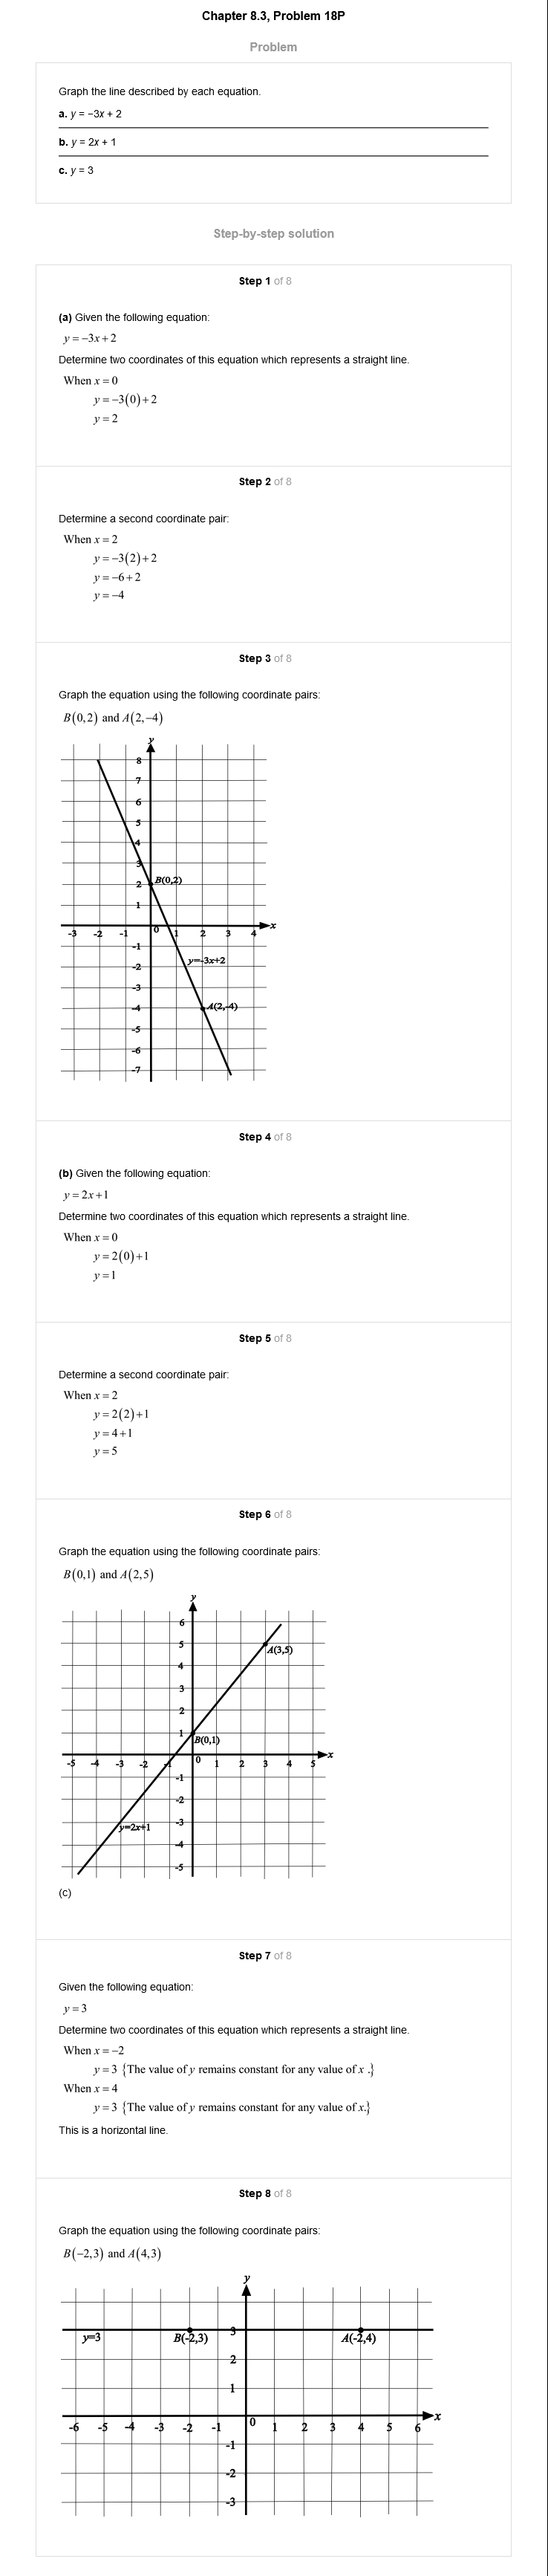 Chapter 8.3, Problem 18P
Problem
Graph the line described by each equation.
a. y = −3x + 2
b. y = 2x + 1
c. y = 3
Step-by-step solution
Step 1 of 8
(a) Given the following equation:
y = −3x + 2
Determine two coordinates of this equation which represents a straight line.
When x = 0
y = −3(0) + 2
y = 2
Step 2 of 8
Determine a second coordinate pair:
When x = 2
y = −3(2) + 2
y = −6 + 2
y = −4
Step 3 of 8
Graph the equation using the following coordinate pairs:
B(0,2) and A(2,−4)
y
8
7
6
5
4
3
2 B(0,2)
1
-3 -2 -1 0 1 2 3 4 x
-1
-2 y=-3x+2
-3
-4 A(2,-4)
-5
-6
-7
Step 4 of 8
(b) Given the following equation:
y = 2x + 1
Determine two coordinates of this equation which represents a straight line.
When x = 0
y = 2(0) + 1
y = 1
Step 5 of 8
Determine a second coordinate pair:
When x = 2
y = 2(2) + 1
y = 4 + 1
y = 5
Step 6 of 8
Graph the equation using the following coordinate pairs:
B(0,1) and A(2,5)
y
6
5 A(3,5)
4
3
2
1 B(0,1)
-5 -4 -3 -2 -1 0 1 2 3 4 5 x
-1
-2
-3 y=2x+1
-4
-5
(c)
Step 7 of 8
Given the following equation:
y = 3
Determine two coordinates of this equation which represents a straight line.
When x = −2
y = 3 {The value of y remains constant for any value of x .}
When x = 4
y = 3 {The value of y remains constant for any value of x.}
This is a horizontal line.
Step 8 of 8
Graph the equation using the following coordinate pairs:
B(−2,3) and A(4,3)
y
y=3 B(-2,3) 3 A(-2,4)
2
1
-6 -5 -4 -3 -2 -1 0 1 2 3 4 5 6 x
-1
-2
-3